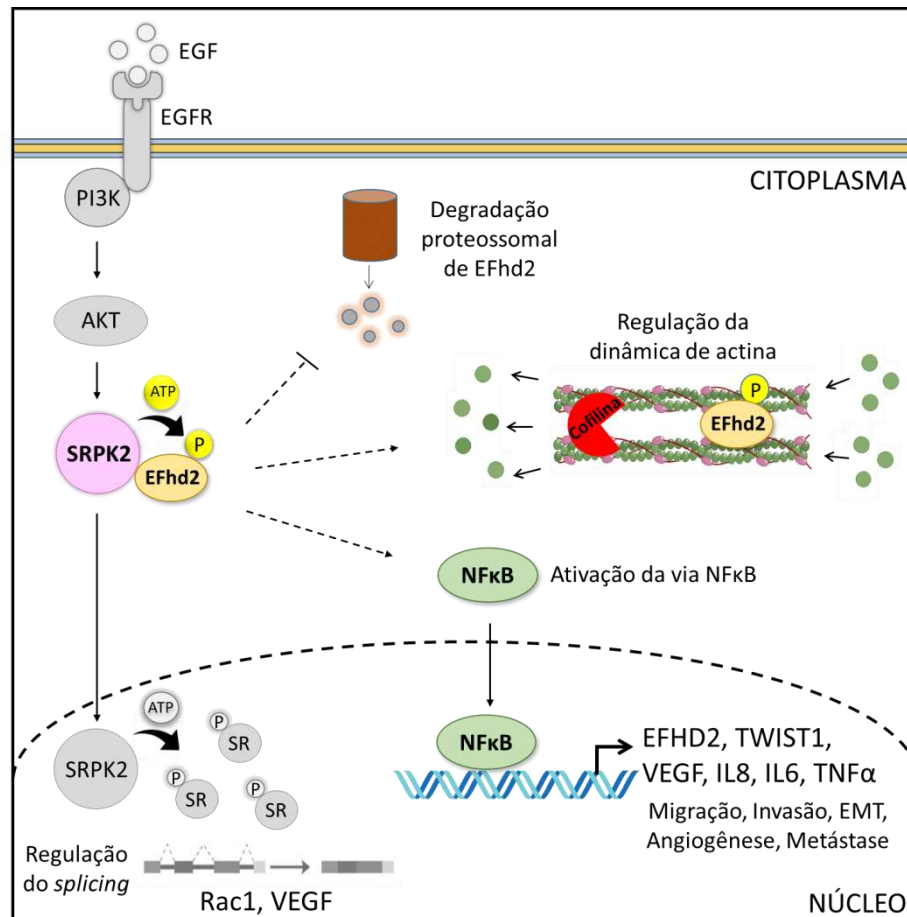 EGF
EGFR
PI3K
CITOPLASMA
Degradação
proteossomal
de EFhd2
AKT
Regulação da
dinâmica de actina
ATP
P
SRPK2
EFhd2
P
EFhd2
Cofilina
NFκB
Ativação da via NFκB
ATP
SRPK2
P
SR
P
SR
P
SR
NFκB
EFHD2, TWIST1,
VEGF, IL8, IL6, TNFα
Migração, Invasão, EMT,
Angiogênese, Metástase
Regulação
do splicing
Rac1, VEGF
NÚCLEO